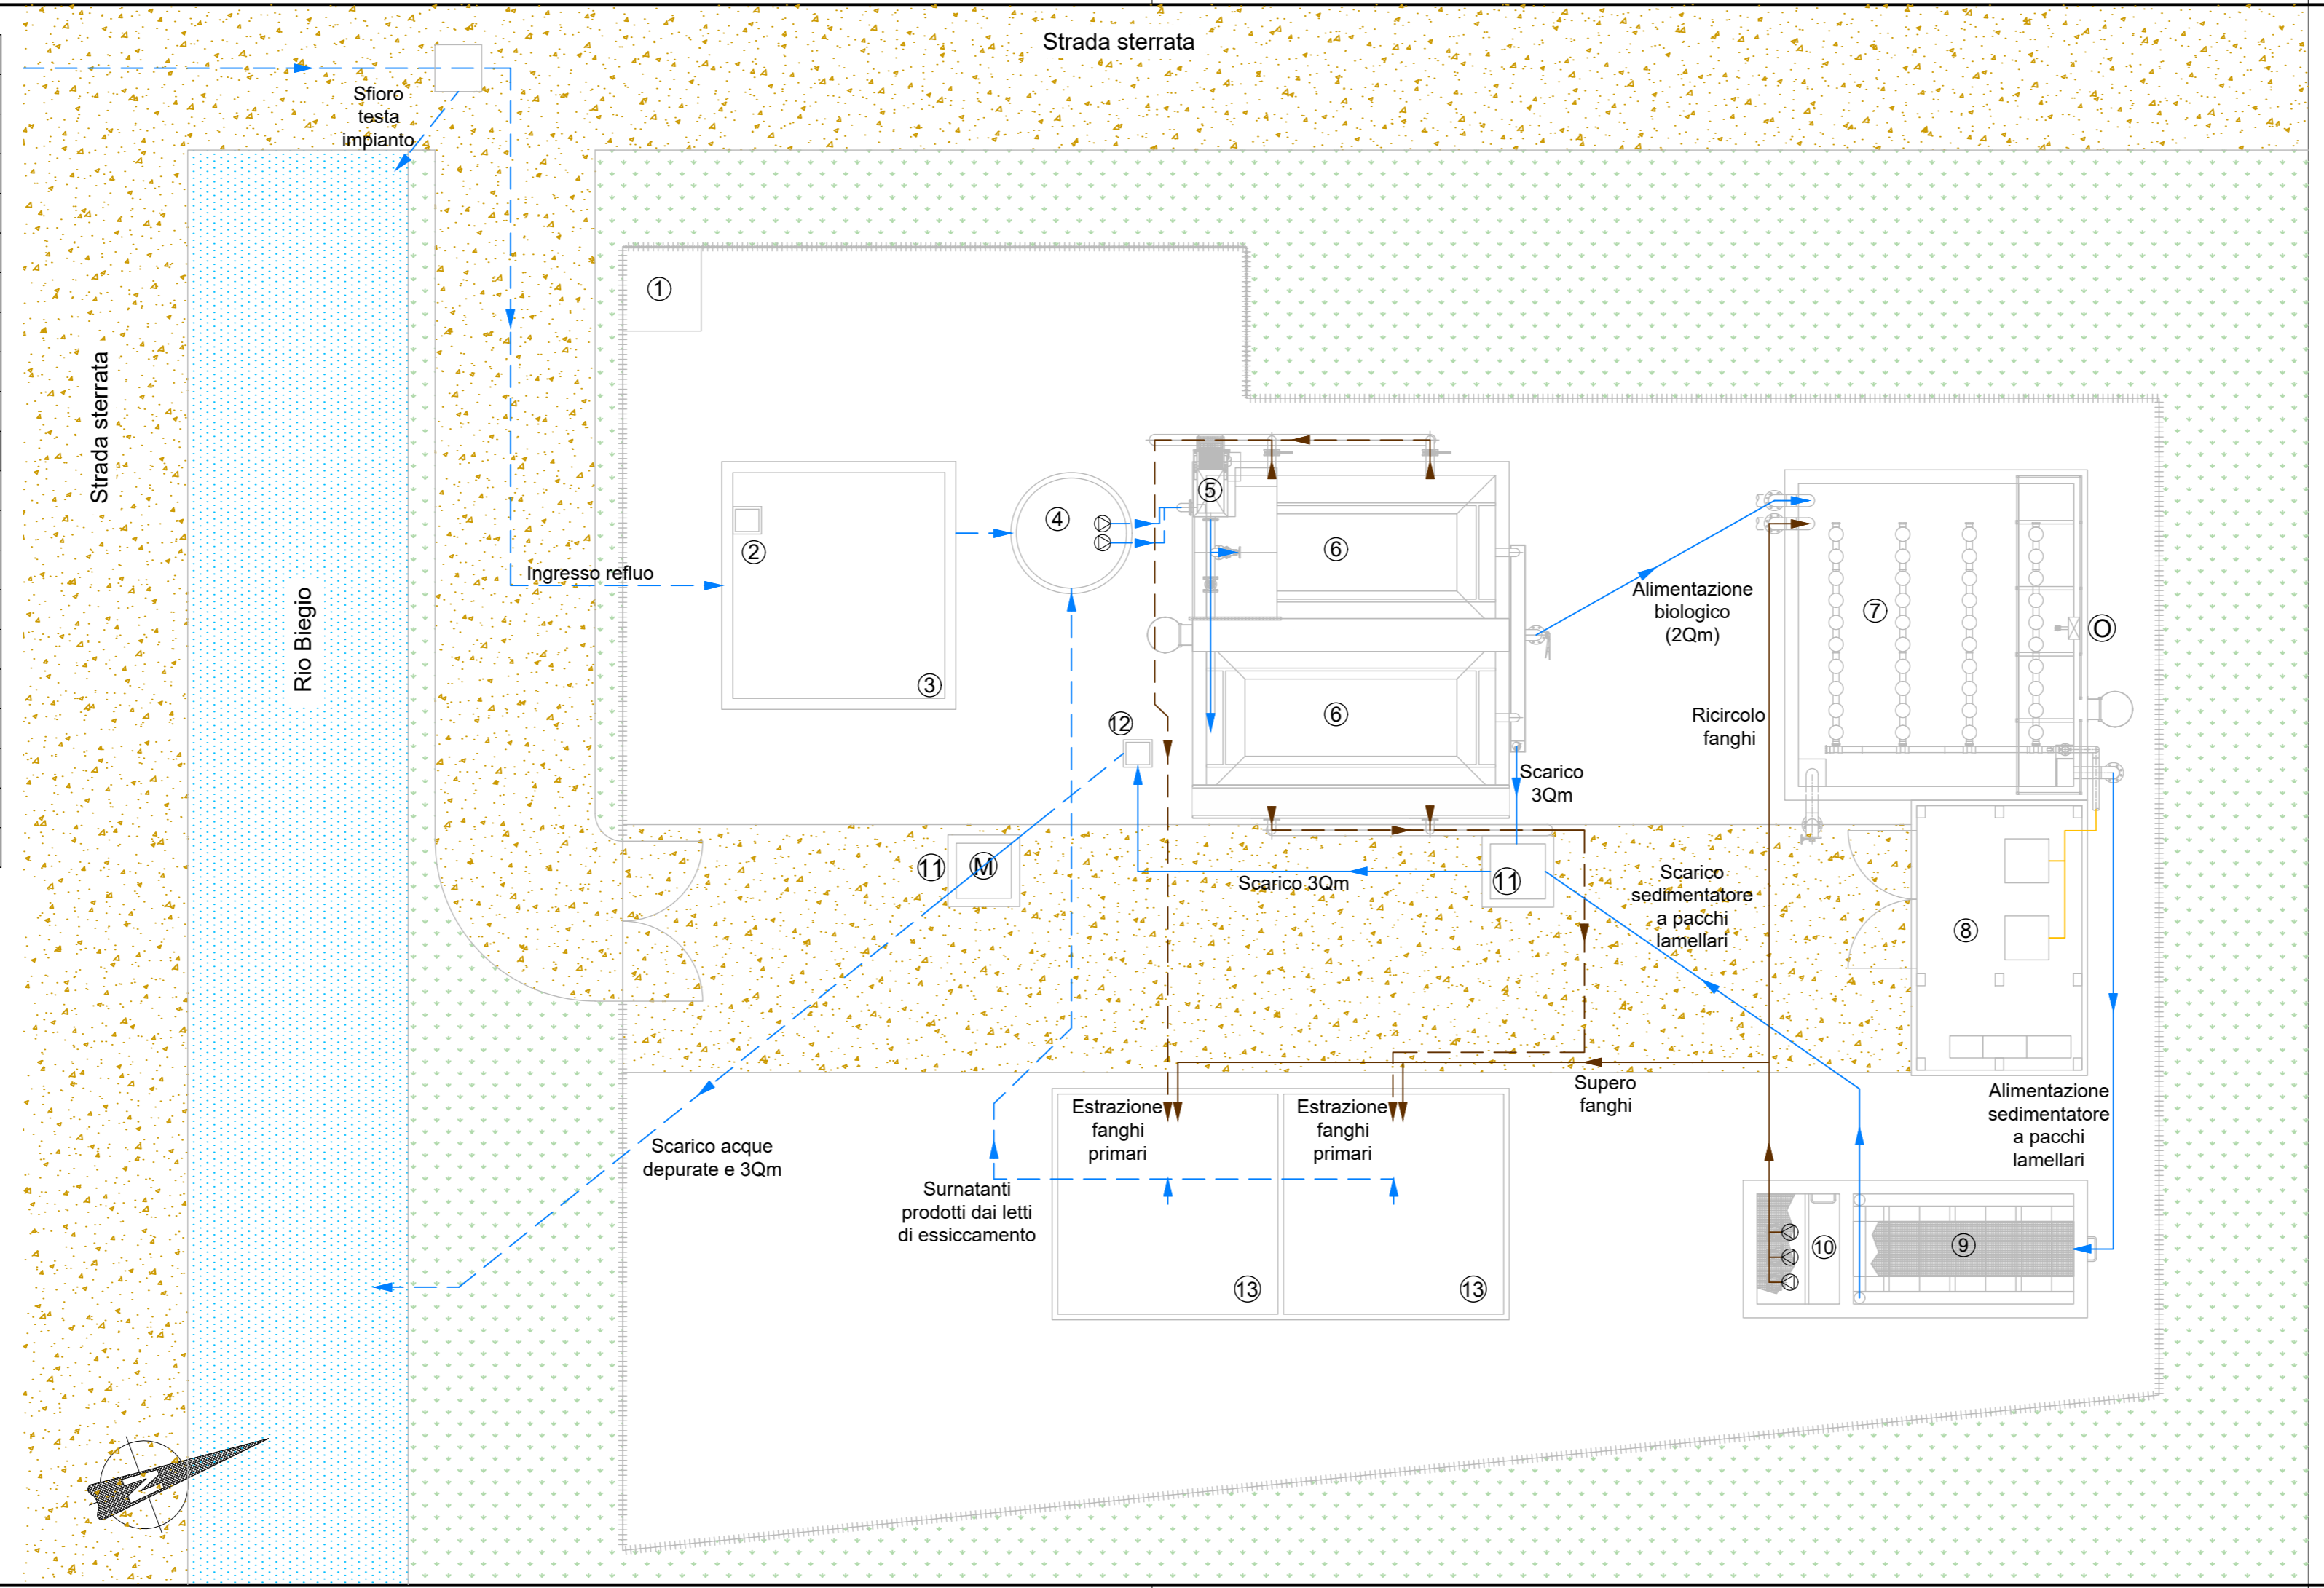 Strada sterrata
Sfioro
testa
impianto
Strada sterrata
Rio Biegio
1
2
Ingresso refluo
3
4
5
6
6
Alimentazione
biologico
(2Qm)
7
O
Ricircolo
fanghi
12
Scarico
3Qm
11
M
Scarico 3Qm
11
Scarico
sedimentatore
a pacchi
lamellari
8
Supero
fanghi
Alimentazione
sedimentatore
a pacchi
lamellari
Estrazione
fanghi
primari
Estrazione
fanghi
primari
Scarico acque
depurate e 3Qm
Surnatanti
prodotti dai letti
di essiccamento
10
9
13
13
N